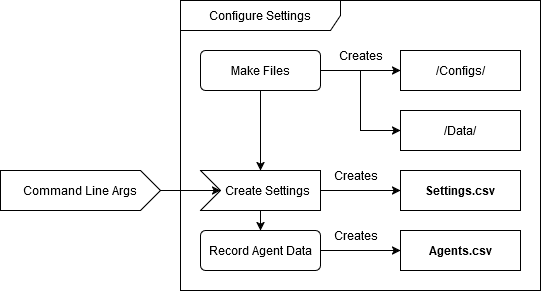 Configure Settings
Make Files
Creates
/Configs/
/Data/
Command Line Args
Create Settings
Creates
Settings.csv
Record Agent Data
Creates
Agents.csv